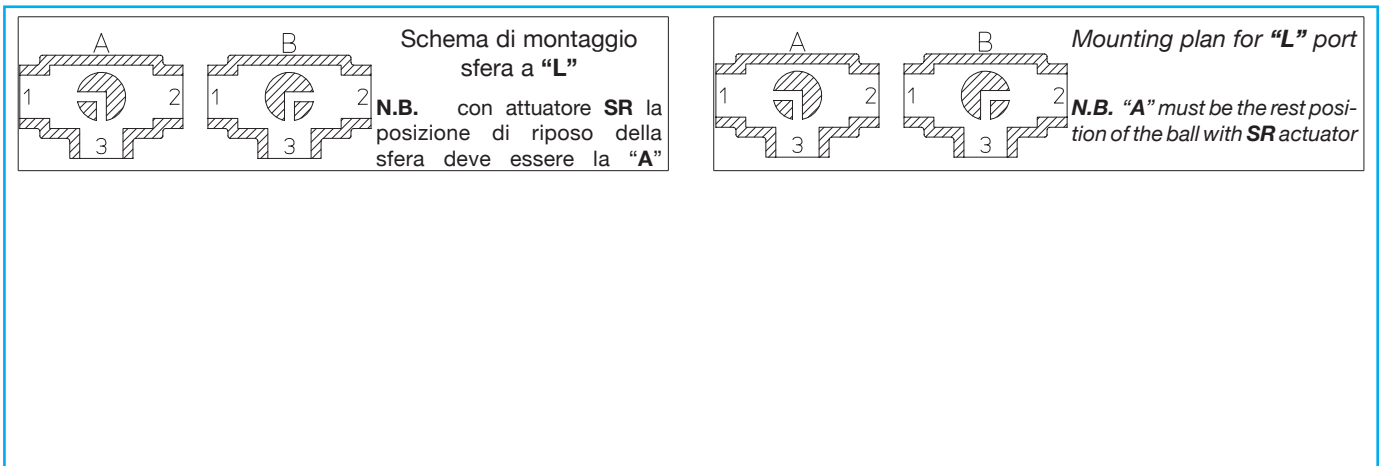 A
B
1
2
1
2
3
3
Schema di montaggio
sfera a “L”
N.B. con attuatore SR la
posizione di riposo della
sfera deve essere la “A”
A
B
1
2
1
2
3
3
Mounting plan for “L” port
N.B. “A” must be the rest posi-
tion of the ball with SR actuator